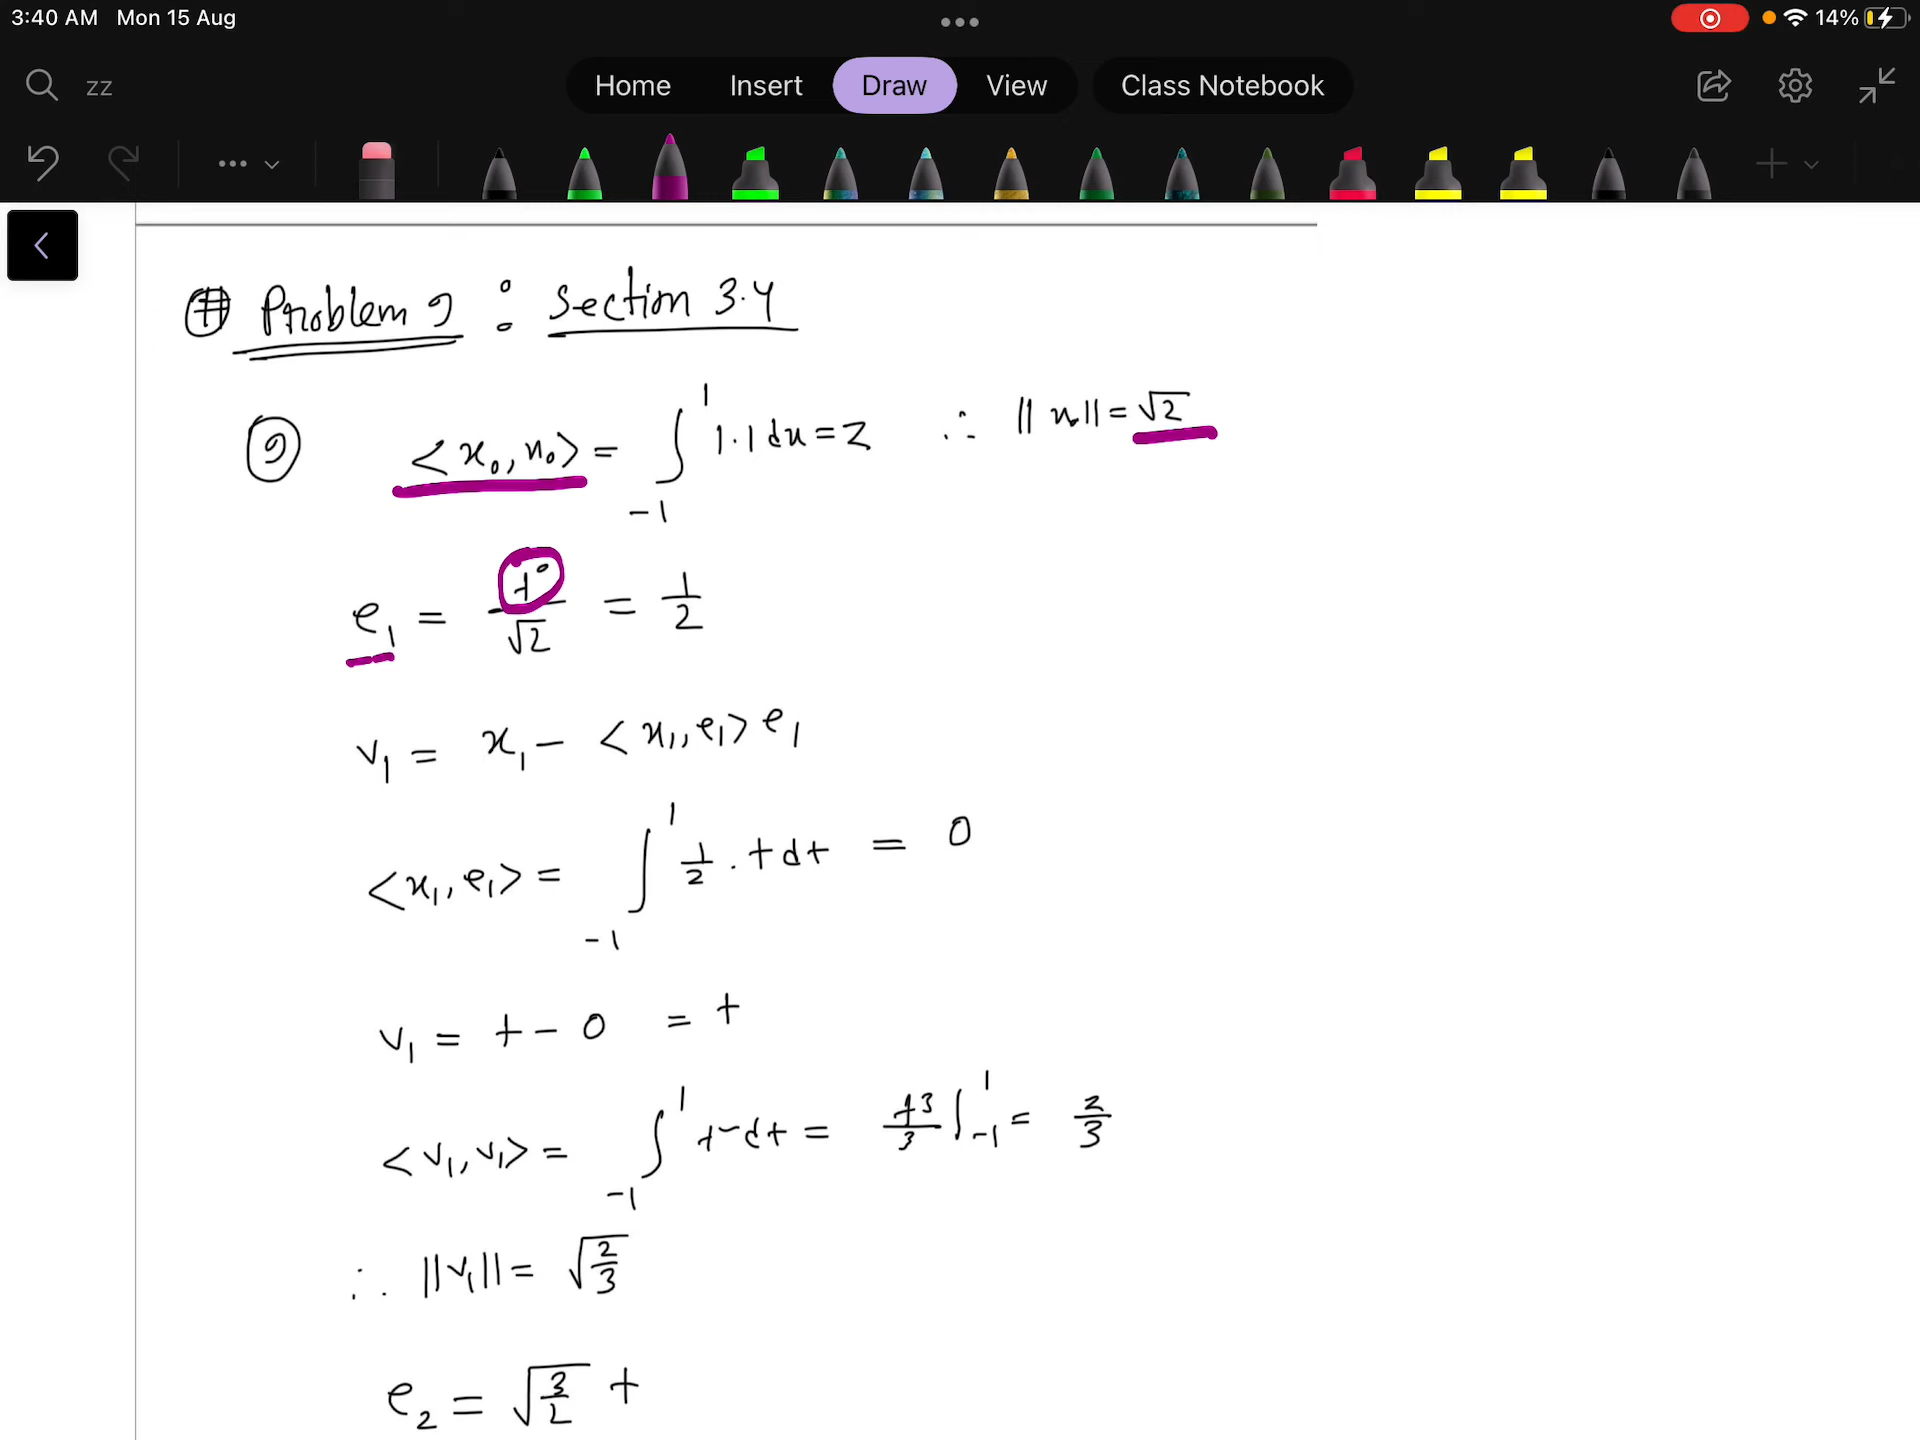 3:40 AM Mon 15 Aug
14%
zz
Home Insert Draw View Class Notebook
# Problem 9 : Section 3.4
9 <x₀, x₀> = ∫₋₁¹ 1·1 dx = 2 ∴ ||x₀|| = √2
e₁ = t⁰/√2 = 1/2
v₁ = x₁ - <x₁, e₁> e₁
<x₁, e₁> = ∫₋₁¹ 1/2 . t dt = 0
v₁ = t - 0 = t
<v₁, v₁> = ∫₋₁¹ t² dt = t³/3 |₋₁¹ = 2/3
∴ ||v₁|| = √(2/3)
e₂ = √(3/2) t